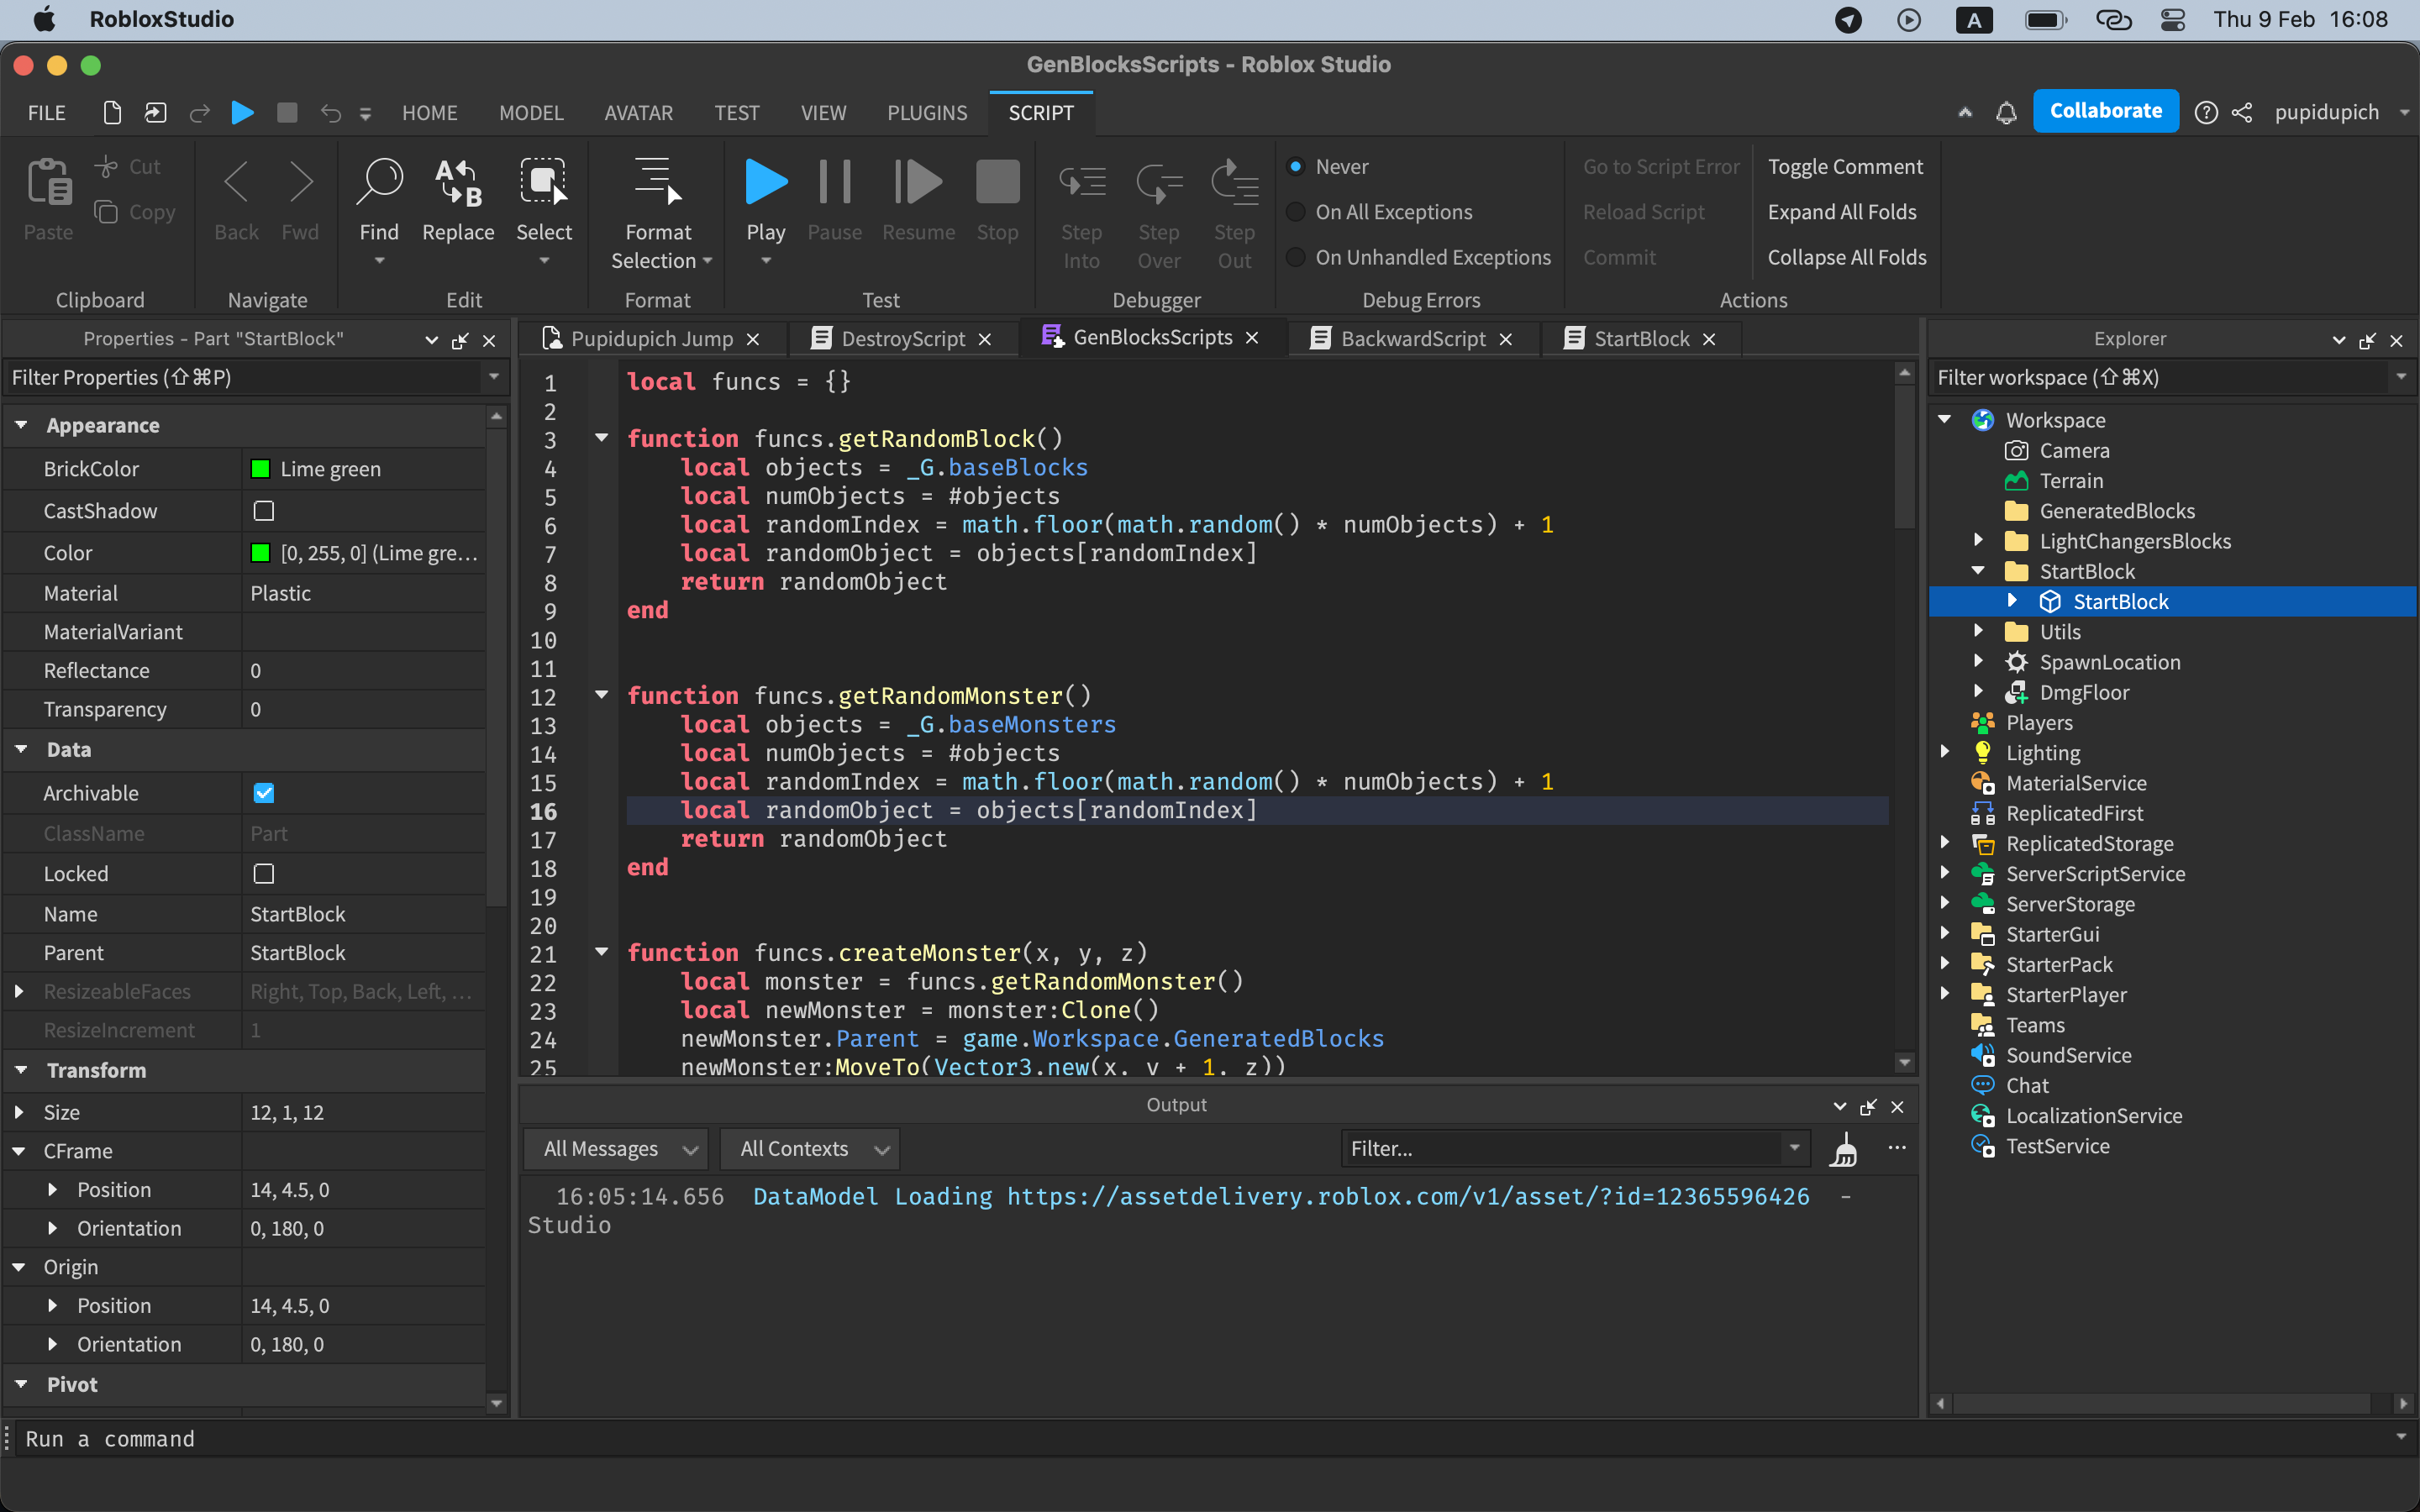 RobloxStudio
A
Thu 9 Feb 16:08
GenBlocksScripts - Roblox Studio
FILE HOME MODEL AVATAR TEST VIEW PLUGINS SCRIPT
Collaborate
pupidupich
Paste
Cut
Copy
Clipboard
Back
Fwd
Navigate
Find
Replace
Select
Edit
Format
Selection
Format
Play
Pause
Resume
Stop
Test
Step
Into
Step
Over
Step
Out
Debugger
Never
On All Exceptions
On Unhandled Exceptions
Debug Errors
Go to Script Error
Reload Script
Commit
Toggle Comment
Expand All Folds
Collapse All Folds
Actions
Properties - Part "StartBlock"
Filter Properties (⇧⌘P)
Appearance
BrickColor Lime green
CastShadow
Color [0, 255, 0] (Lime gre...
Material Plastic
MaterialVariant
Reflectance 0
Transparency 0
Data
Archivable
ClassName Part
Locked
Name StartBlock
Parent StartBlock
ResizeableFaces Right, Top, Back, Left, ...
ResizeIncrement 1
Transform
Size 12, 1, 12
CFrame
Position 14, 4.5, 0
Orientation 0, 180, 0
Origin
Position 14, 4.5, 0
Orientation 0, 180, 0
Pivot
Pupidupich Jump
DestroyScript
GenBlocksScripts
BackwardScript
StartBlock
1 local funcs = {}
2
3 function funcs.getRandomBlock()
4 local objects = _G.baseBlocks
5 local numObjects = #objects
6 local randomIndex = math.floor(math.random() * numObjects) + 1
7 local randomObject = objects[randomIndex]
8 return randomObject
9 end
10
11
12 function funcs.getRandomMonster()
13 local objects = _G.baseMonsters
14 local numObjects = #objects
15 local randomIndex = math.floor(math.random() * numObjects) + 1
16 local randomObject = objects[randomIndex]
17 return randomObject
18 end
19
20
21 function funcs.createMonster(x, y, z)
22 local monster = funcs.getRandomMonster()
23 local newMonster = monster:Clone()
24 newMonster.Parent = game.Workspace.GeneratedBlocks
25 newMonster:MoveTo(Vector3.new(x, y + 1, z))
Output
All Messages
All Contexts
Filter...
16:05:14.656 DataModel Loading https://assetdelivery.roblox.com/v1/asset/?id=12365596426 -
Studio
Explorer
Filter workspace (⇧⌘X)
Workspace
Camera
Terrain
GeneratedBlocks
LightChangersBlocks
StartBlock
StartBlock
Utils
SpawnLocation
DmgFloor
Players
Lighting
MaterialService
ReplicatedFirst
ReplicatedStorage
ServerScriptService
ServerStorage
StarterGui
StarterPack
StarterPlayer
Teams
SoundService
Chat
LocalizationService
TestService
Run a command